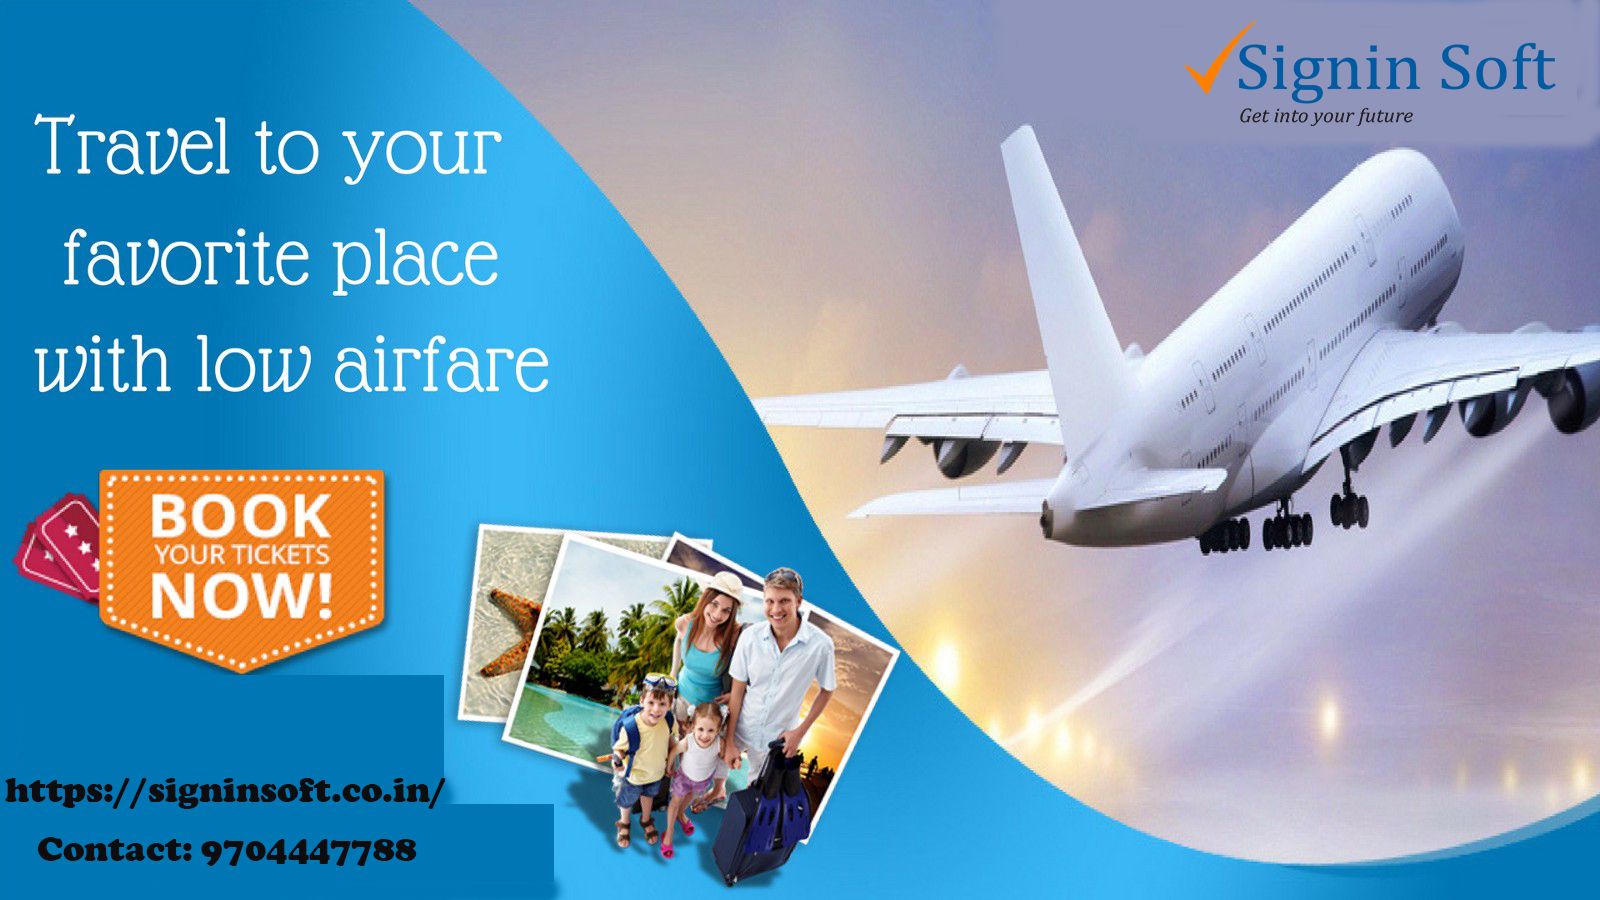 Signin Soft
Get into your future
Travel to your
favorite place
with low airfare
BOOK
YOUR TICKETS
NOW!
https://signinsoft.co.in/
Contact: 9704447788